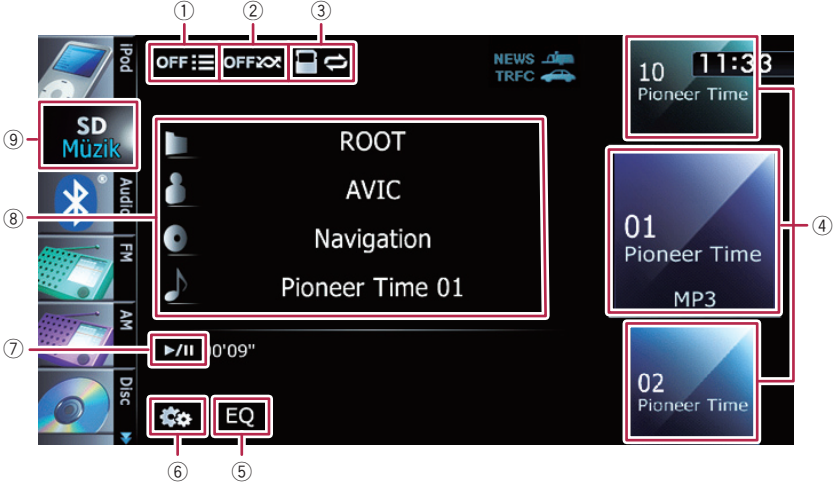 ① ② ③
iPod
OFF OFF
NEWS
TRFC
11:33
10
Pioneer Time
⑨
SD
Müzik
ROOT
⑧
Audio
AVIC
④
01
Pioneer Time
MP3
FM
Navigation
Pioneer Time 01
AM
⑦
►/II
0'09"
02
Pioneer Time
Disc
EQ
⑥ ⑤